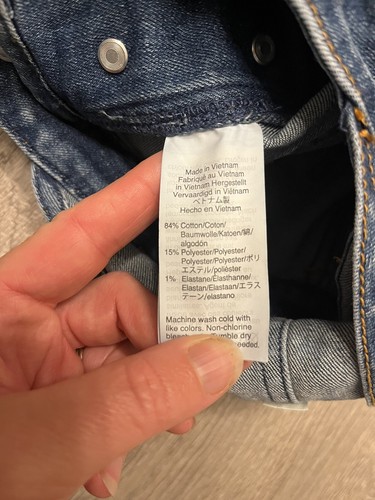 Made in Vietnam
Fabriqué au Vietnam
in Vietnam Hergestellt
Vervaardigd in Vietnam
ベトナム製
Hecho en Vietnam
84% Cotton/Coton/
Baumwolle/Katoen/綿/
algodón
15% Polyester/Polyester/
Polyester/Polyester/ポリ
エステル/poliéster
1% Elastane/Élasthanne/
Elastan/Elastaan/エラス
テーン/elastano
Machine wash cold with
like colors. Non-chlorine
Tumble dry
needed.